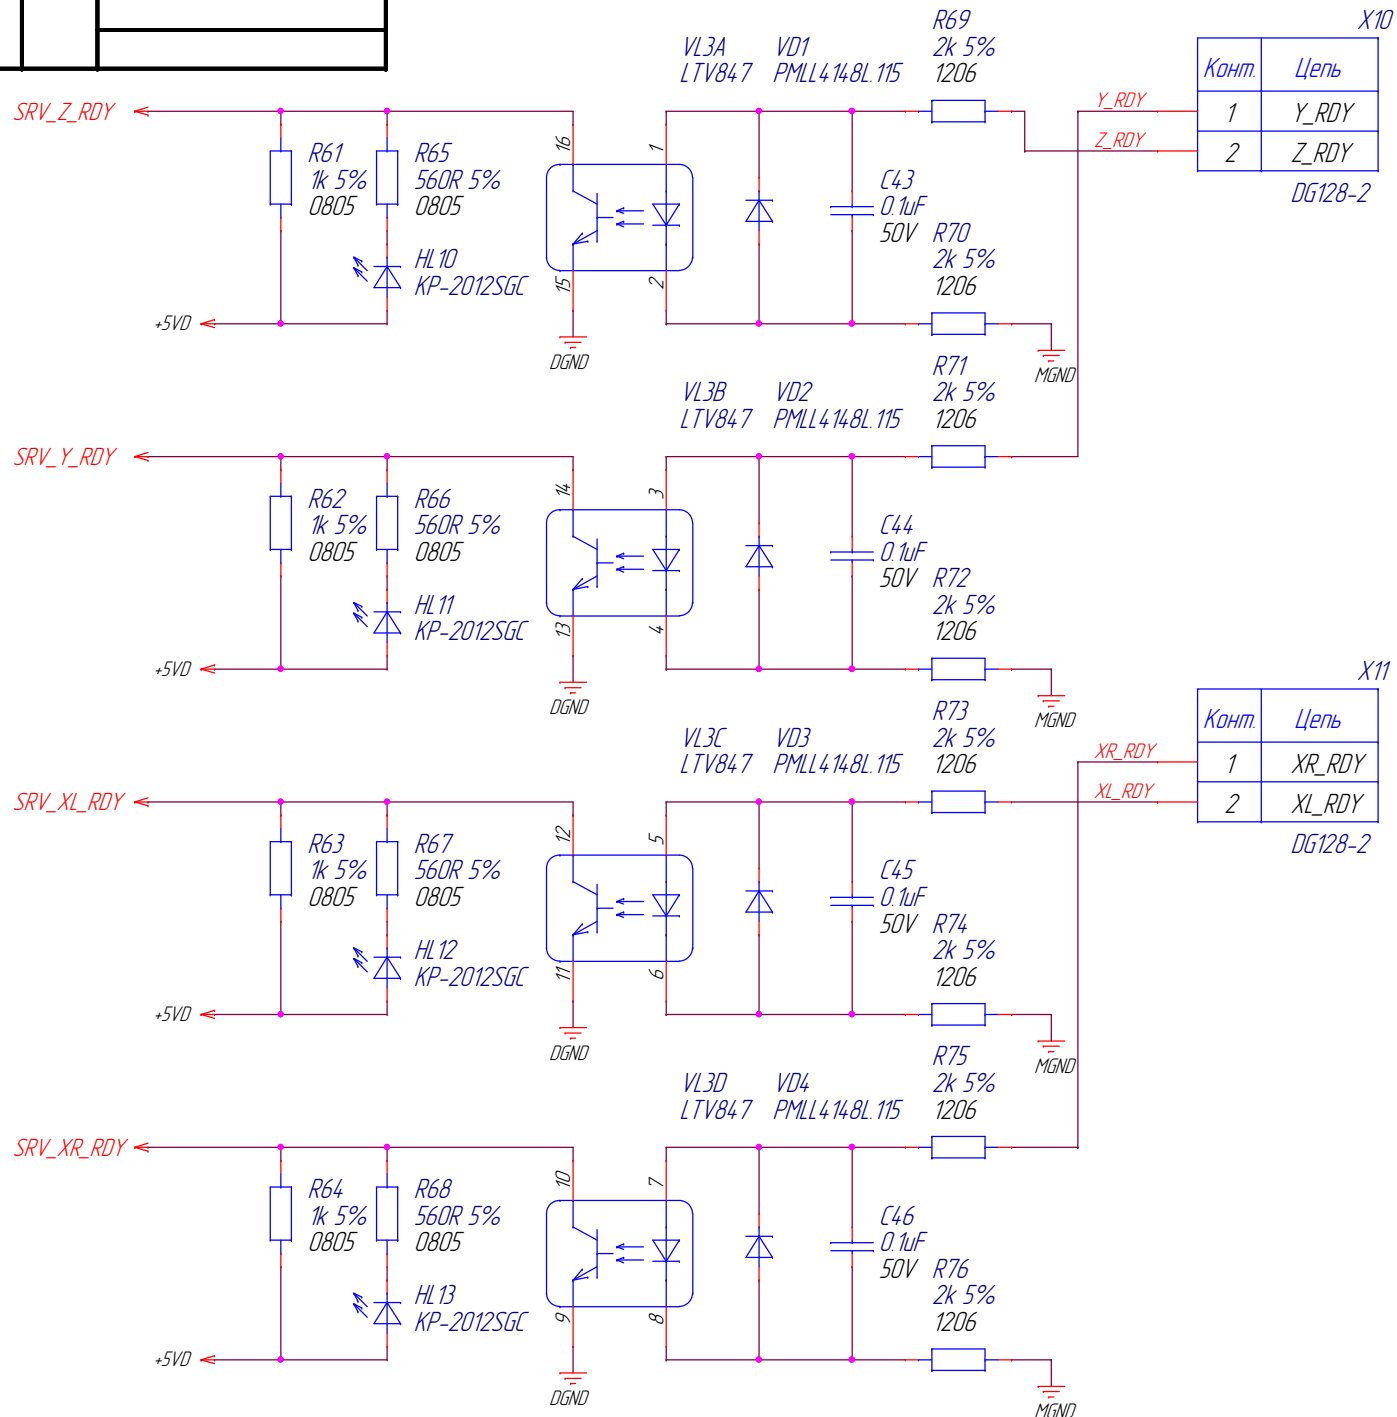 R69
2k 5%
1206
X10
VL3A
LTV847
VD1
PMLL4148L.115
Конт.
Цепь
SRV_Z_RDY
Y_RDY
1
Y_RDY
Z_RDY
2
Z_RDY
DG128-2
16
1
R61
1k 5%
0805
R65
560R 5%
0805
C43
0.1uF
50V
R70
2k 5%
1206
HL10
KP-2012SGC
15
2
+5VD
DGND
MGND
R71
2k 5%
1206
VL3B
LTV847
VD2
PMLL4148L.115
SRV_Y_RDY
14
3
R62
1k 5%
0805
R66
560R 5%
0805
C44
0.1uF
50V
R72
2k 5%
1206
HL11
KP-2012SGC
13
4
+5VD
DGND
MGND
X11
Конт.
Цепь
R73
2k 5%
1206
VL3C
LTV847
VD3
PMLL4148L.115
XR_RDY
1
XR_RDY
SRV_XL_RDY
XL_RDY
2
XL_RDY
DG128-2
12
5
R63
1k 5%
0805
R67
560R 5%
0805
C45
0.1uF
50V
R74
2k 5%
1206
HL12
KP-2012SGC
11
6
+5VD
DGND
MGND
R75
2k 5%
1206
VL3D
LTV847
VD4
PMLL4148L.115
SRV_XR_RDY
10
7
R64
1k 5%
0805
R68
560R 5%
0805
C46
0.1uF
50V
R76
2k 5%
1206
HL13
KP-2012SGC
9
8
+5VD
DGND
MGND